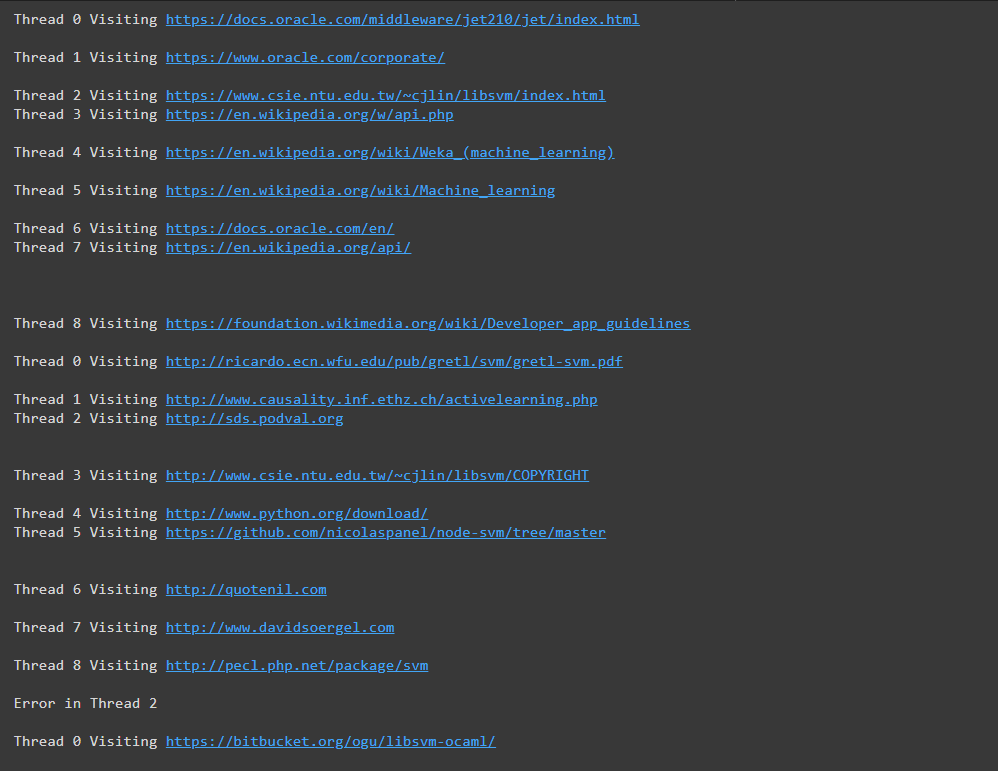 Thread 0 Visiting https://docs.oracle.com/middleware/jet210/jet/index.html
Thread 1 Visiting https://www.oracle.com/corporate/
Thread 2 Visiting https://www.csie.ntu.edu.tw/~cjlin/libsvm/index.html
Thread 3 Visiting https://en.wikipedia.org/w/api.php
Thread 4 Visiting https://en.wikipedia.org/wiki/Weka_(machine_learning)
Thread 5 Visiting https://en.wikipedia.org/wiki/Machine_learning
Thread 6 Visiting https://docs.oracle.com/en/
Thread 7 Visiting https://en.wikipedia.org/api/
Thread 8 Visiting https://foundation.wikimedia.org/wiki/Developer_app_guidelines
Thread 0 Visiting http://ricardo.ecn.wfu.edu/pub/gretl/svm/gretl-svm.pdf
Thread 1 Visiting http://www.causality.inf.ethz.ch/activelearning.php
Thread 2 Visiting http://sds.podval.org
Thread 3 Visiting http://www.csie.ntu.edu.tw/~cjlin/libsvm/COPYRIGHT
Thread 4 Visiting http://www.python.org/download/
Thread 5 Visiting https://github.com/nicolaspanel/node-svm/tree/master
Thread 6 Visiting http://quotenil.com
Thread 7 Visiting http://www.davidsoergel.com
Thread 8 Visiting http://pecl.php.net/package/svm
Error in Thread 2
Thread 0 Visiting https://bitbucket.org/ogu/libsvm-ocaml/